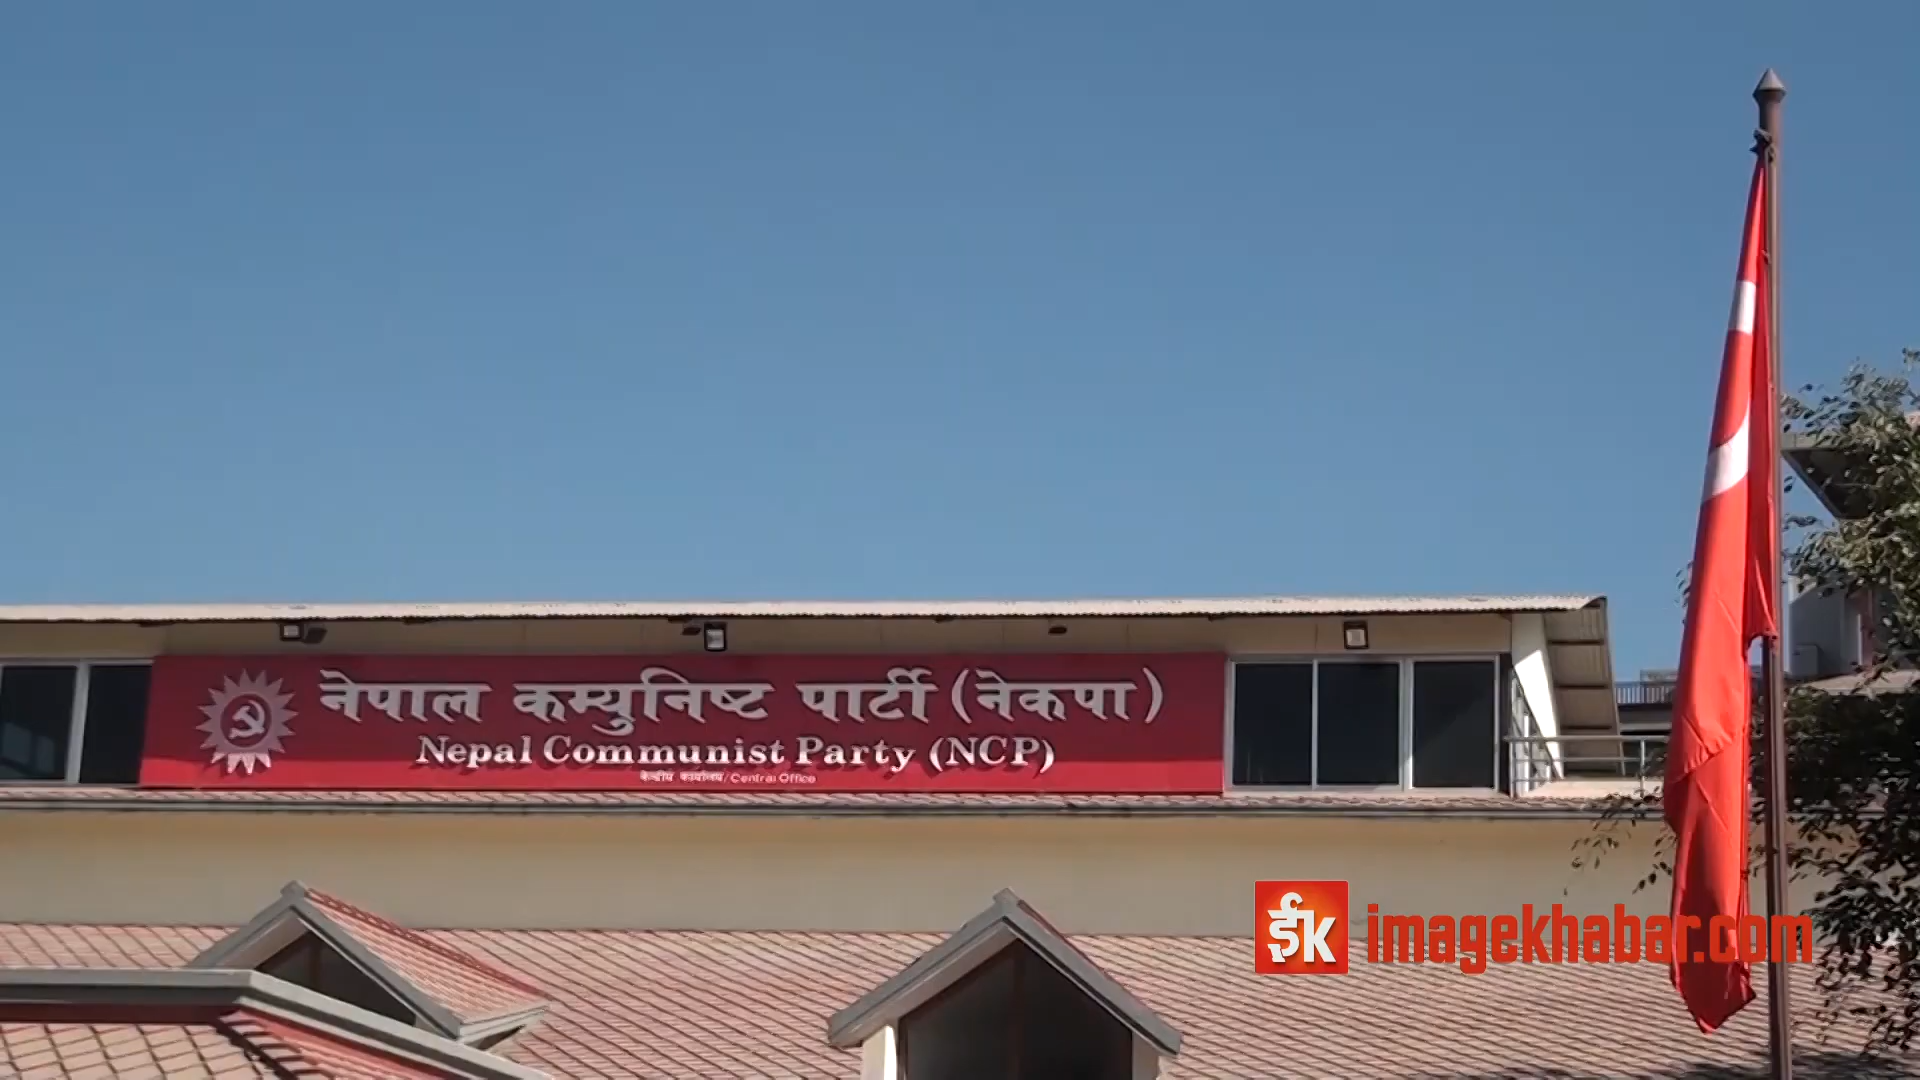 नेपाल कम्युनिष्ट पार्टी (नेकपा)
Nepal Communist Party (NCP)
केन्द्रीय कार्यालय/Central Office
ईk imagekhabar.com